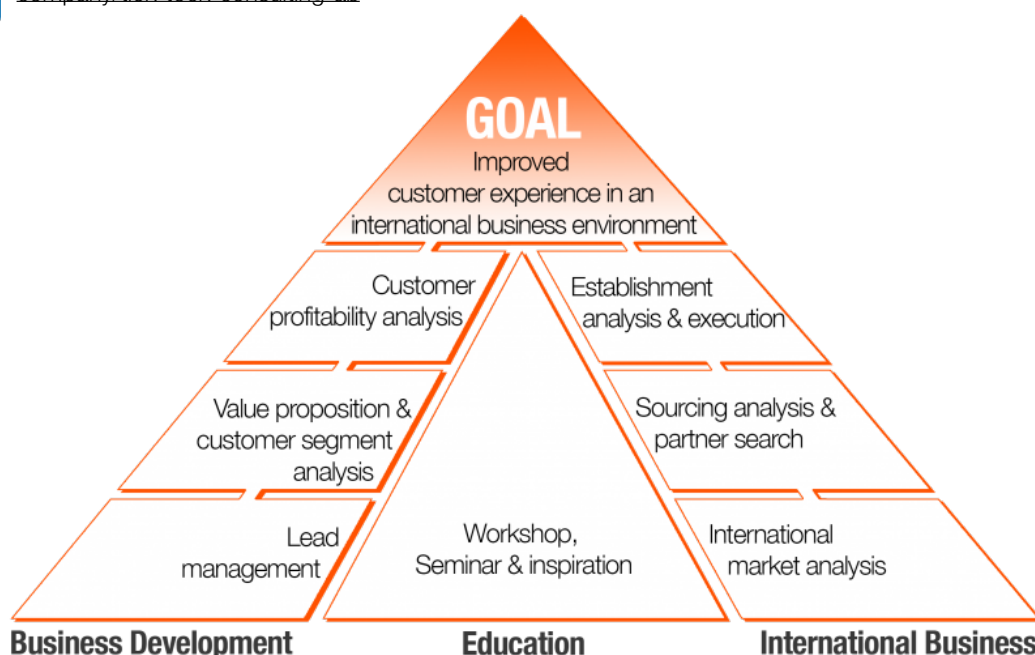 GOAL
Improved
customer experience in an
international business environment
Customer
profitability analysis
Establishment
analysis & execution
Value proposition &
customer segment
analysis
Sourcing analysis &
partner search
Lead
management
Workshop,
Seminar & inspiration
International
market analysis
Business Development
Education
International Business